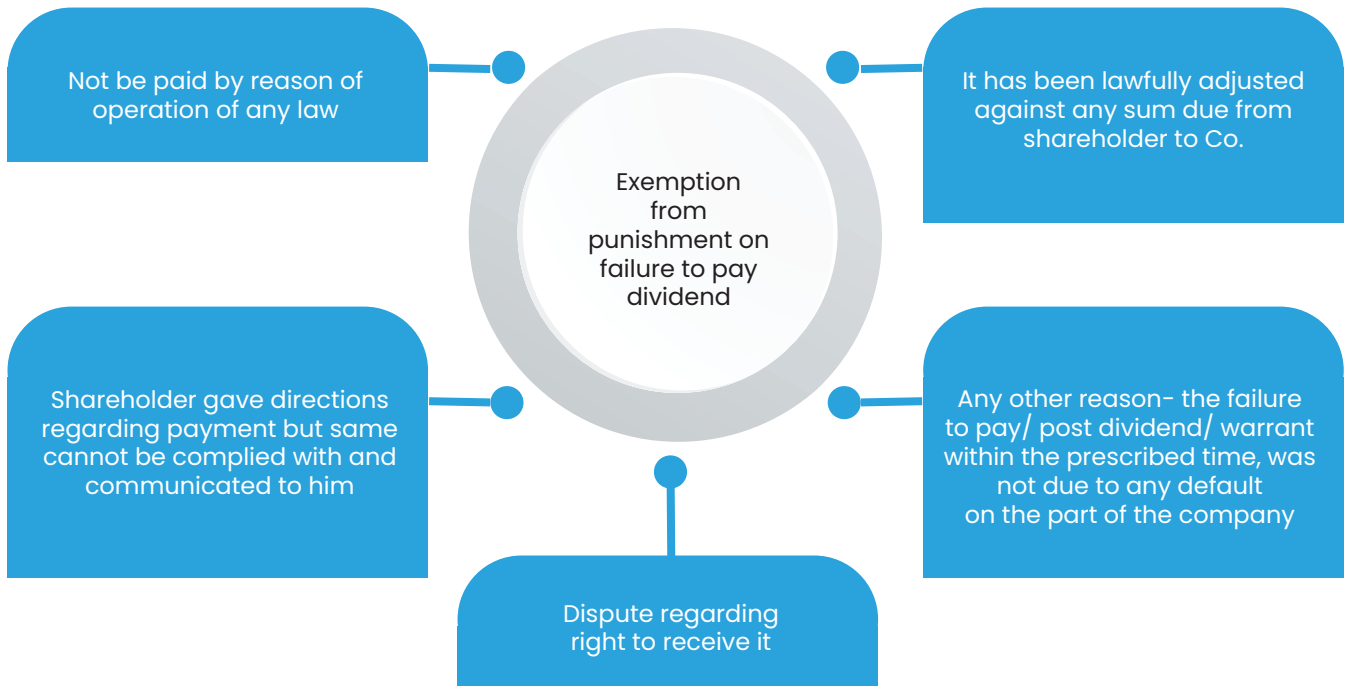 Not be paid by reason of
operation of any law
It has been lawfully adjusted
against any sum due from
shareholder to Co.
Exemption
from
punishment on
failure to pay
dividend
Shareholder gave directions
regarding payment but same
cannot be complied with and
communicated to him
Any other reason- the failure
to pay/ post dividend/ warrant
within the prescribed time, was
not due to any default
on the part of the company
Dispute regarding
right to receive it